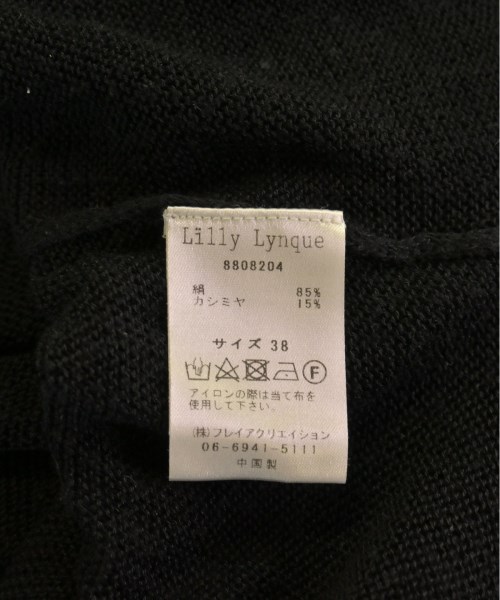 Lilly Lynque
8808204
絹 85%
カシミヤ 15%
サイズ 38
F
アイロンの際は当て布を
使用して下さい。
(株)フレイアクリエイション
06-6941-5111
中国製